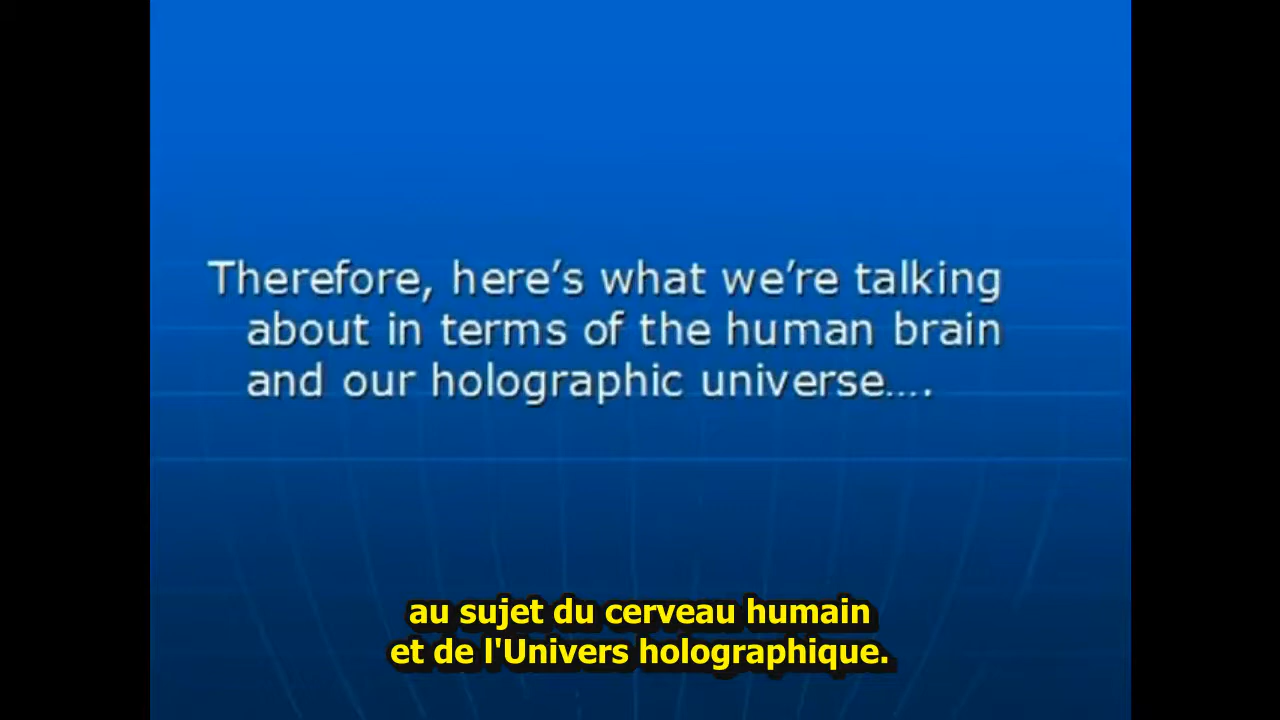 Therefore, here’s what we’re talking
about in terms of the human brain
and our holographic universe….
au sujet du cerveau humain
et de l'Univers holographique.